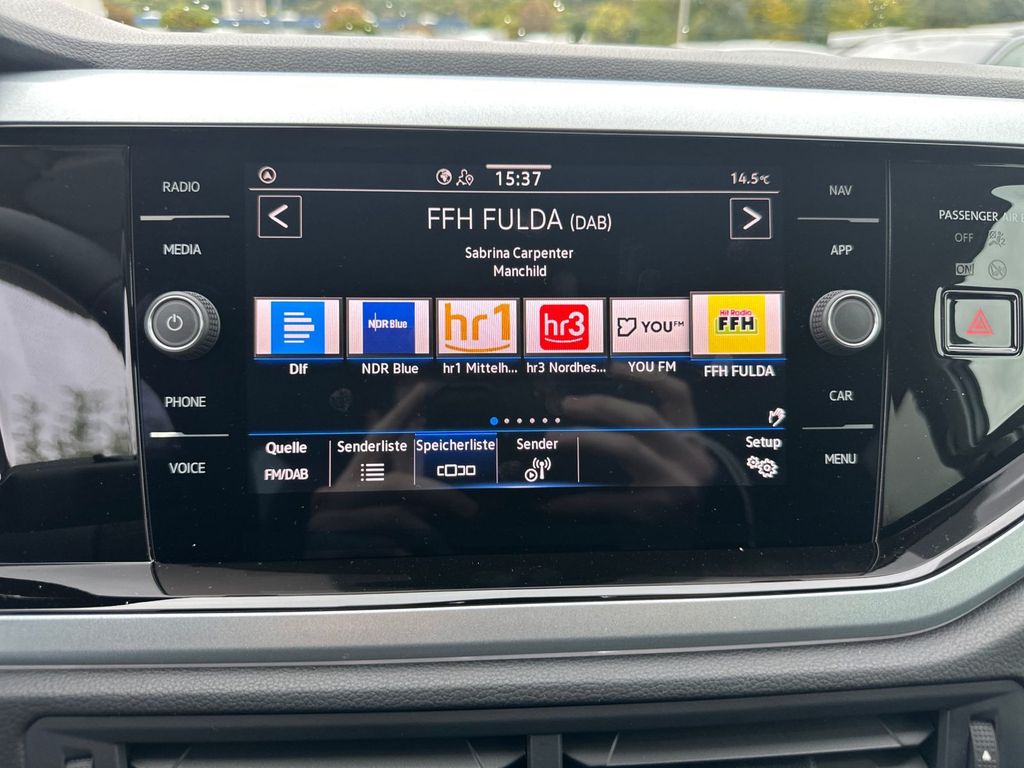 RADIO
MEDIA
PHONE
VOICE
15:37
14.5°C
FFH FULDA (DAB)
Sabrina Carpenter
Manchild
NDR Blue
hr1
hr3
YOU FM
Hit Radio
FFH
Dlf
NDR Blue
hr1 Mittelh...
hr3 Nordhes...
YOU FM
FFH FULDA
Quelle
FM/DAB
Senderliste
Speicherliste
Sender
Setup
NAV
APP
CAR
MENU
PASSENGER AIR
OFF
ON